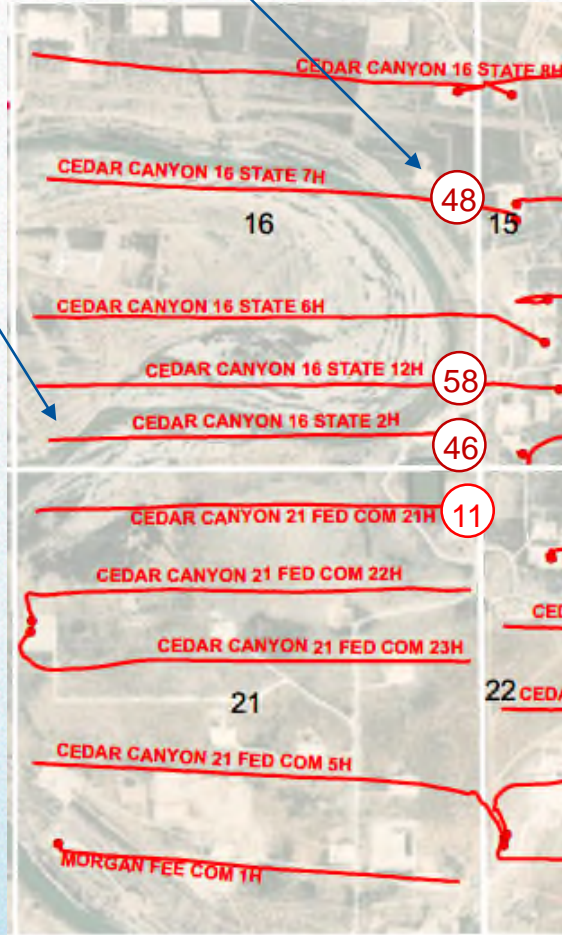 CEDAR CANYON 16 STATE 8H
CEDAR CANYON 16 STATE 7H
48
16
15
CEDAR CANYON 16 STATE 6H
CEDAR CANYON 16 STATE 12H
58
CEDAR CANYON 16 STATE 2H
46
CEDAR CANYON 21 FED COM 21H
11
CEDAR CANYON 21 FED COM 22H
CED
CEDAR CANYON 21 FED COM 23H
21
22
CEDA
CEDAR CANYON 21 FED COM 5H
MORGAN FEE COM 1H